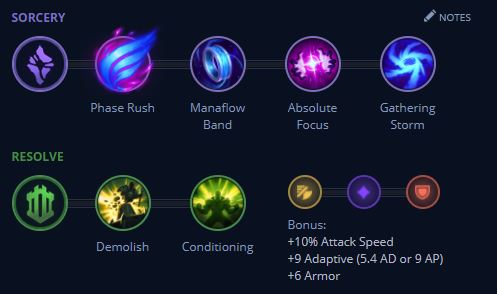 SORCERY
NOTES
Phase Rush
Manaflow
Band
Absolute
Focus
Gathering
Storm
RESOLVE
Demolish
Conditioning
Bonus:
+10% Attack Speed
+9 Adaptive (5.4 AD or 9 AP)
+6 Armor